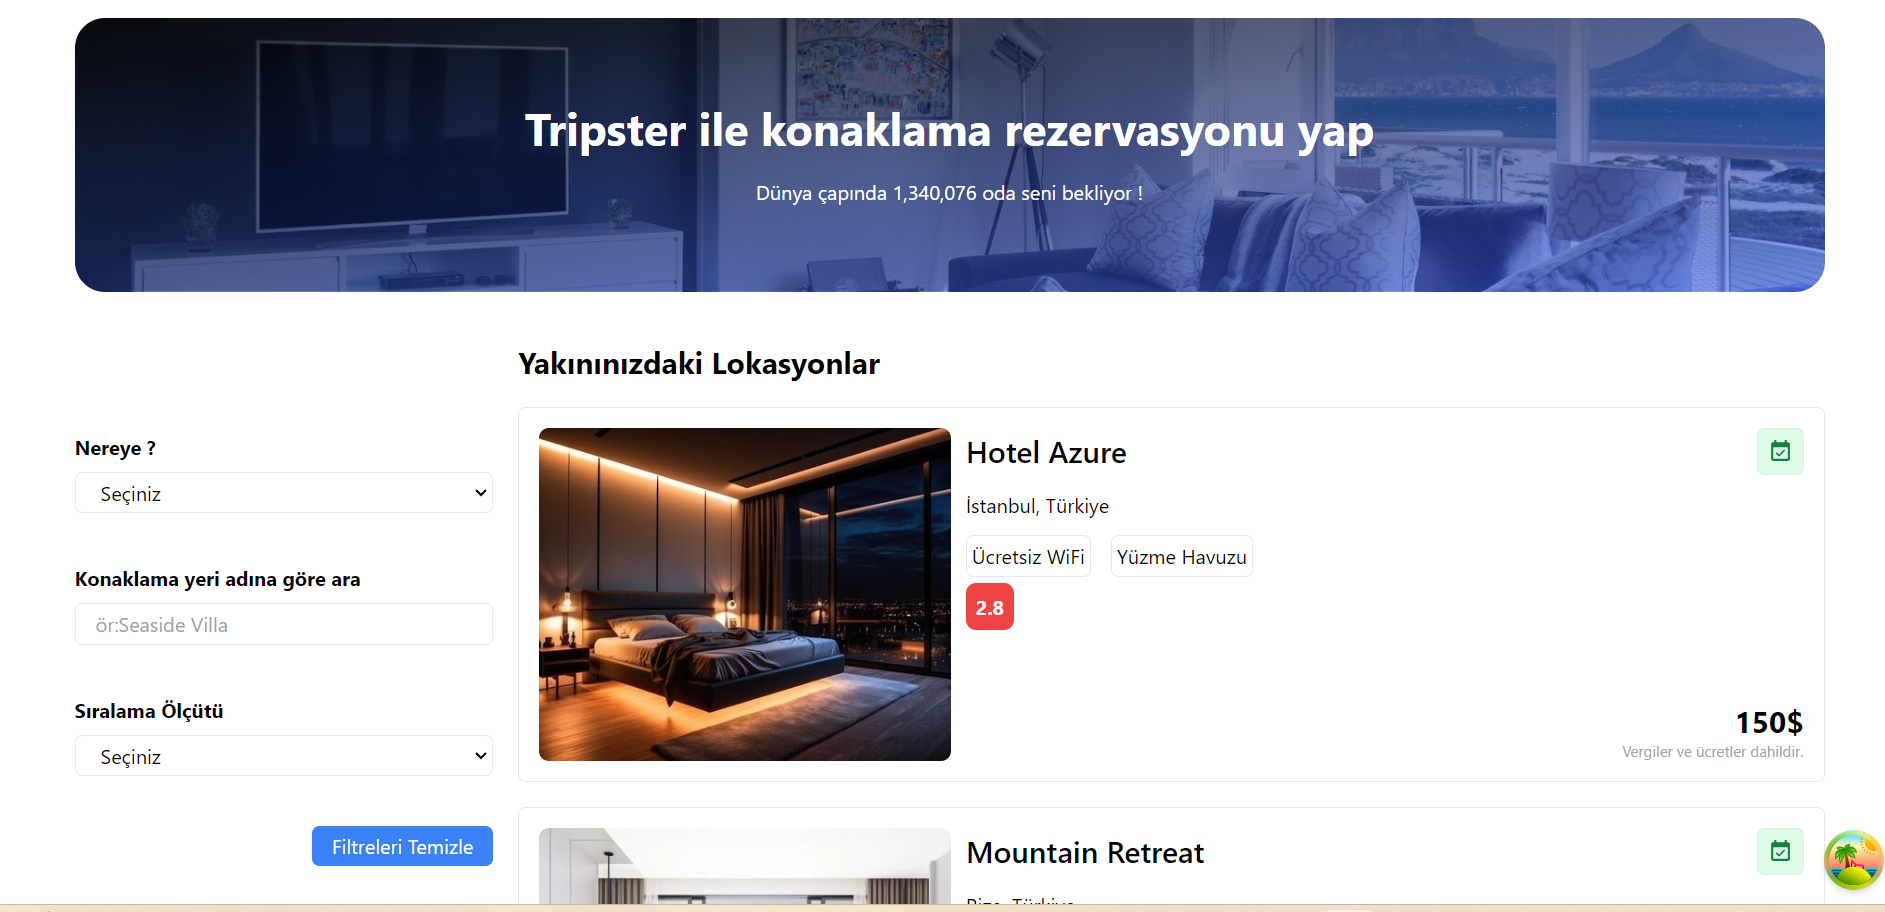 Tripster ile konaklama rezervasyonu yap
Dünya çapında 1,340,076 oda seni bekliyor !
Yakınınızdaki Lokasyonlar
Nereye ?
Seçiniz
Konaklama yeri adına göre ara
ör:Seaside Villa
Sıralama Ölçütü
Seçiniz
Filtreleri Temizle
Hotel Azure
İstanbul, Türkiye
Ücretsiz WiFi Yüzme Havuzu
2.8
150$
Vergiler ve ücretler dahildir.
Mountain Retreat
Rize, Türkiye